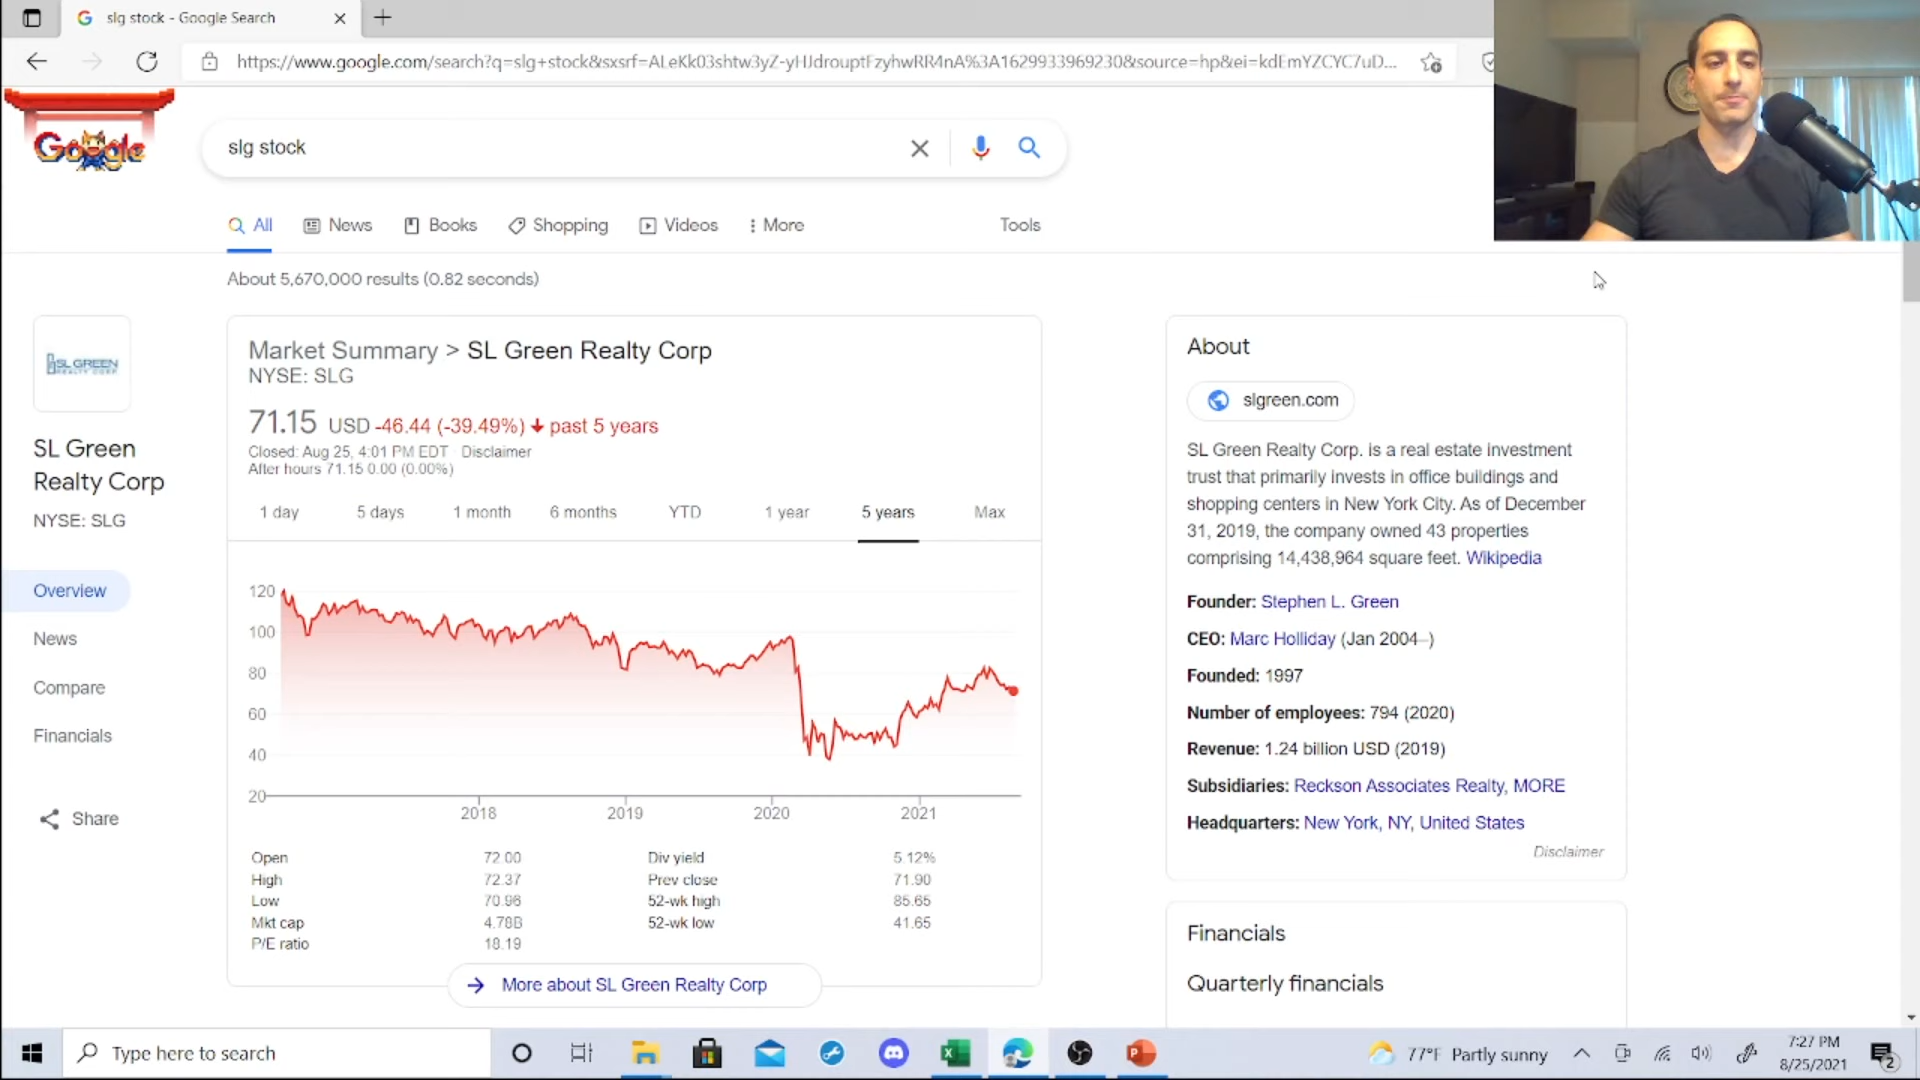 slg stock - Google Search
https://www.google.com/search?q=slg+stock&sxsrf=ALeKk03shtw3yZ-yHJdrouptFzyhwRR4nA%3A1629933969230&source=hp&ei=kdEmYZCYC7uD...
Google
slg stock
All
News
Books
Shopping
Videos
More
Tools
About 5,670,000 results (0.82 seconds)
SL GREEN
REALTY CORP
SL Green
Realty Corp
NYSE: SLG
Overview
News
Compare
Financials
Share
Market Summary > SL Green Realty Corp
NYSE: SLG
71.15 USD -46.44 (-39.49%) past 5 years
Closed: Aug 25, 4:01 PM EDT · Disclaimer
After hours 71.15 0.00 (0.00%)
1 day
5 days
1 month
6 months
YTD
1 year
5 years
Max
120
100
80
60
40
20
2018
2019
2020
2021
Open 72.00
High 72.37
Low 70.96
Mkt cap 4.78B
P/E ratio 18.19
Div yield 5.12%
Prev close 71.90
52-wk high 85.65
52-wk low 41.65
More about SL Green Realty Corp
About
slgreen.com
SL Green Realty Corp. is a real estate investment
trust that primarily invests in office buildings and
shopping centers in New York City. As of December
31, 2019, the company owned 43 properties
comprising 14,438,964 square feet. Wikipedia
Founder: Stephen L. Green
CEO: Marc Holliday (Jan 2004–)
Founded: 1997
Number of employees: 794 (2020)
Revenue: 1.24 billion USD (2019)
Subsidiaries: Reckson Associates Realty, MORE
Headquarters: New York, NY, United States
Disclaimer
Financials
Quarterly financials
Type here to search
77°F Partly sunny
7:27 PM
8/25/2021
2